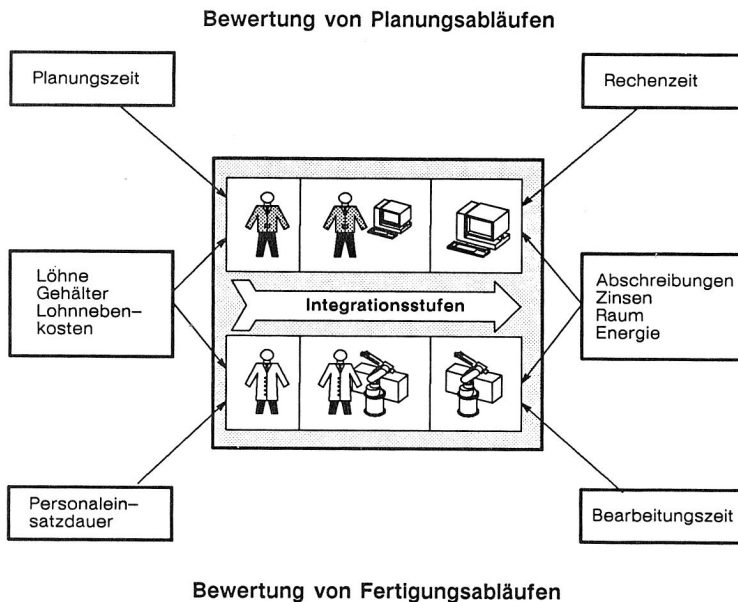 Bewertung von Planungsabläufen
Planungszeit
Rechenzeit
Löhne
Gehälter
Lohnneben-
kosten
Integrationsstufen
Abschreibungen
Zinsen
Raum
Energie
Personalein-
satzdauer
Bearbeitungszeit
Bewertung von Fertigungsabläufen